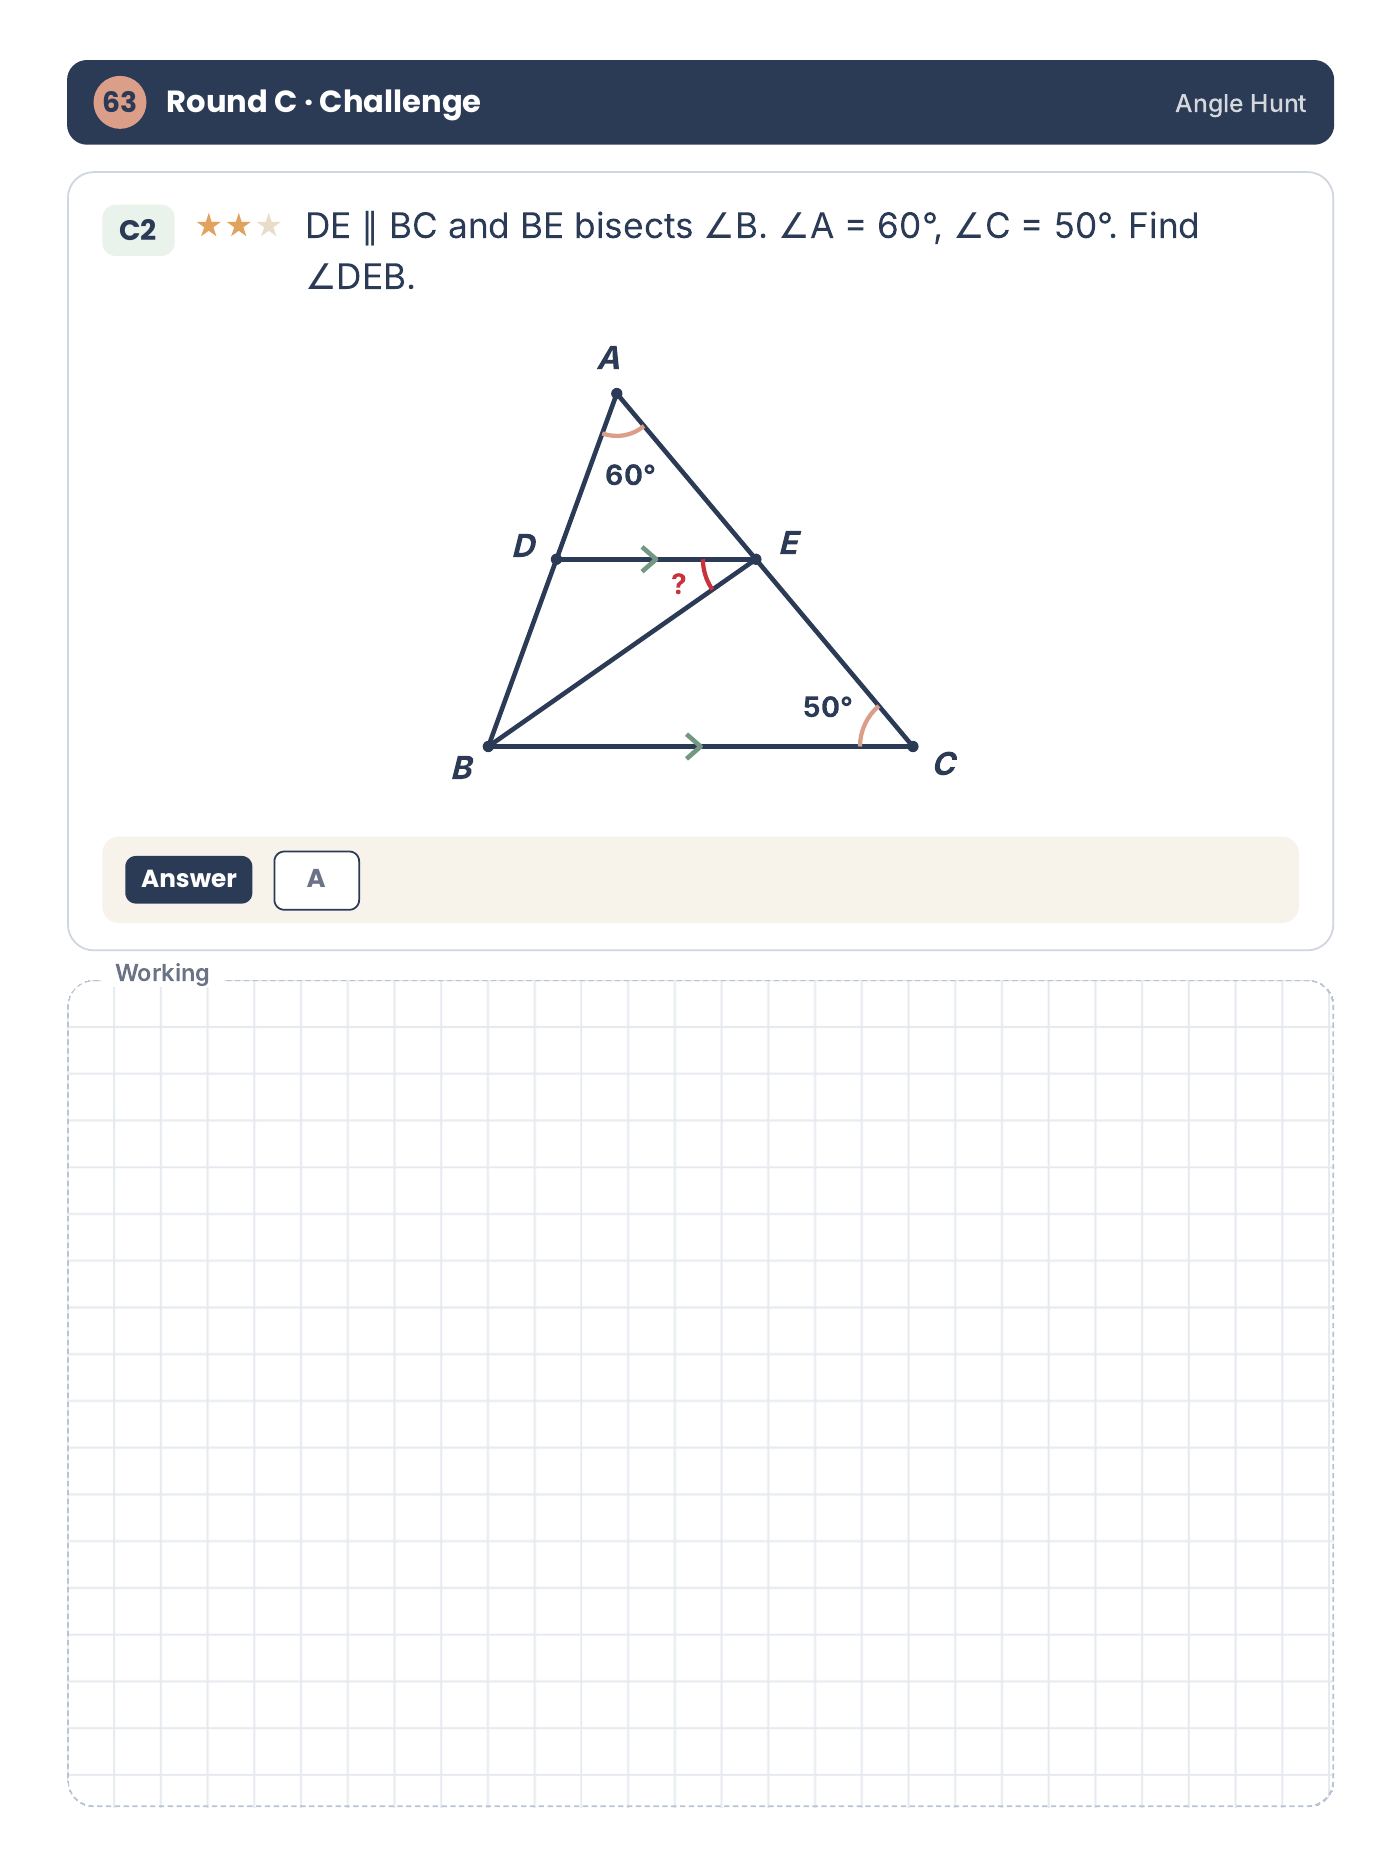 63 Round C · Challenge
Angle Hunt
C2 ★★★ DE ∥ BC and BE bisects ∠B. ∠A = 60°, ∠C = 50°. Find
∠DEB.
A
60°
D
E
?
50°
B
C
Answer A
Working